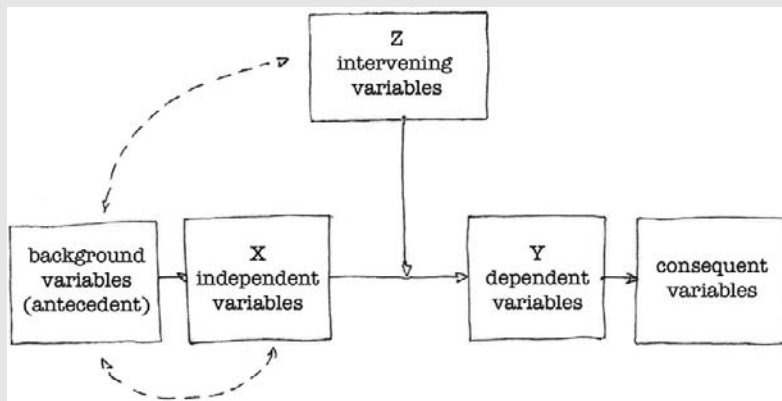 Z
intervening
variables
background
variables
(antecedent)
X
independent
variables
Y
dependent
variables
consequent
variables